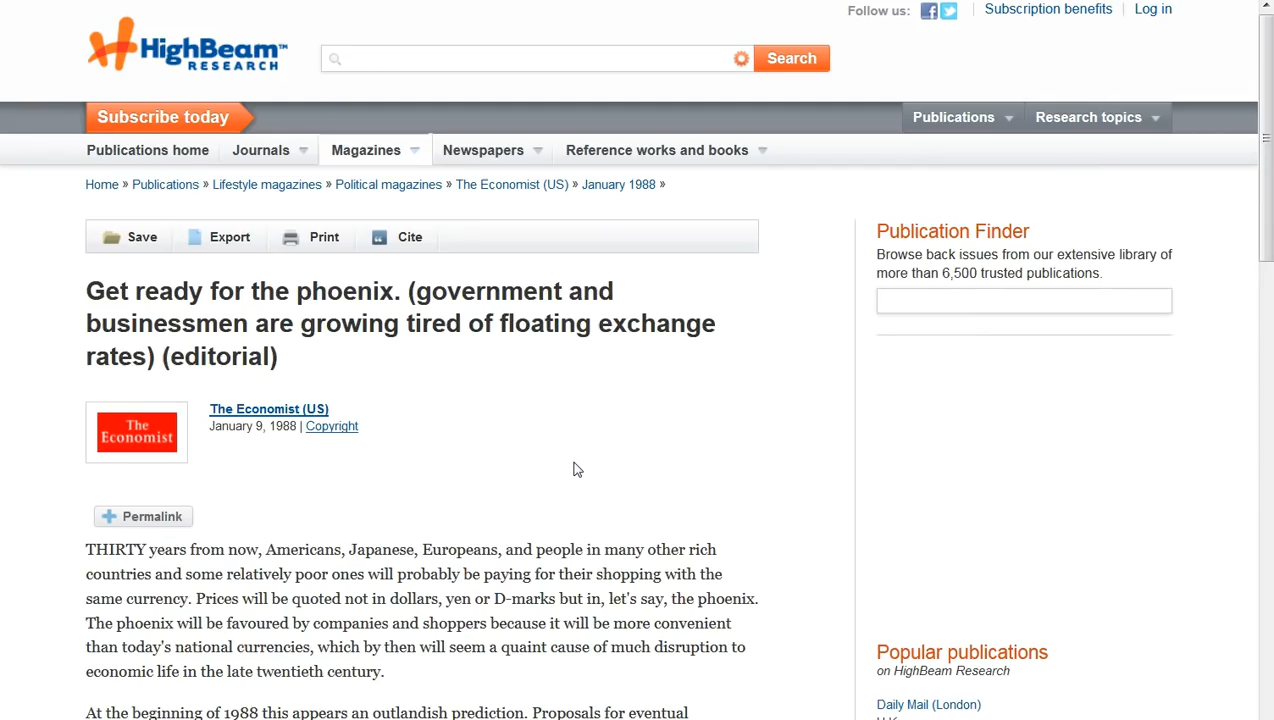 Follow us:
Subscription benefits
Log in
HighBeam™
RESEARCH
Search
Subscribe today
Publications
Research topics
Publications home
Journals
Magazines
Newspapers
Reference works and books
Home » Publications » Lifestyle magazines » Political magazines » The Economist (US) » January 1988 »
Save
Export
Print
Cite
Get ready for the phoenix. (government and
businessmen are growing tired of floating exchange
rates) (editorial)
The
Economist
The Economist (US)
January 9, 1988 | Copyright
Permalink
THIRTY years from now, Americans, Japanese, Europeans, and people in many other rich
countries and some relatively poor ones will probably be paying for their shopping with the
same currency. Prices will be quoted not in dollars, yen or D-marks but in, let's say, the phoenix.
The phoenix will be favoured by companies and shoppers because it will be more convenient
than today's national currencies, which by then will seem a quaint cause of much disruption to
economic life in the late twentieth century.
At the beginning of 1988 this appears an outlandish prediction. Proposals for eventual
Publication Finder
Browse back issues from our extensive library of
more than 6,500 trusted publications.
Popular publications
on HighBeam Research
Daily Mail (London)